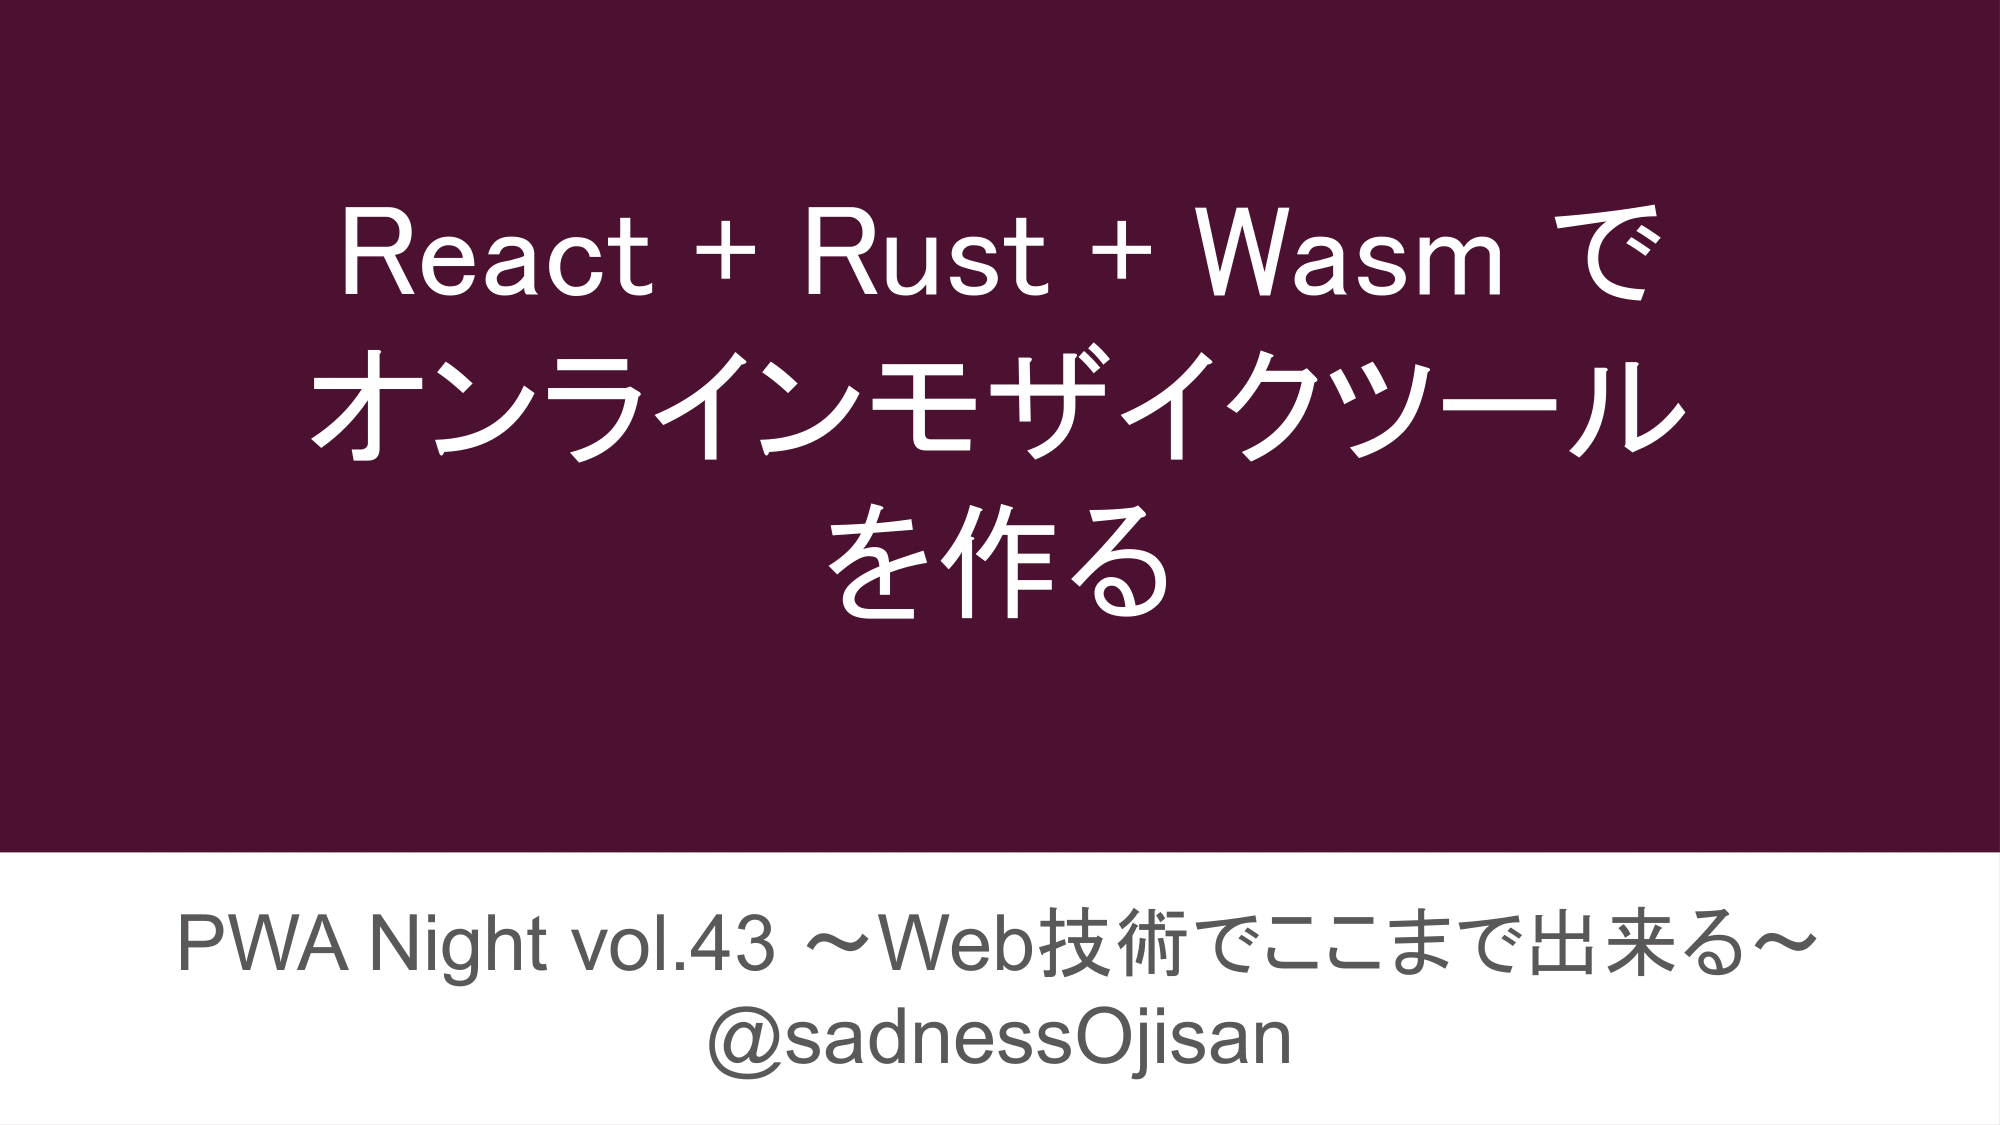 React + Rust + Wasm で
オンラインモザイクツール
を作る
PWA Night vol.43 〜Web技術でここまで出来る〜
@sadnessOjisan